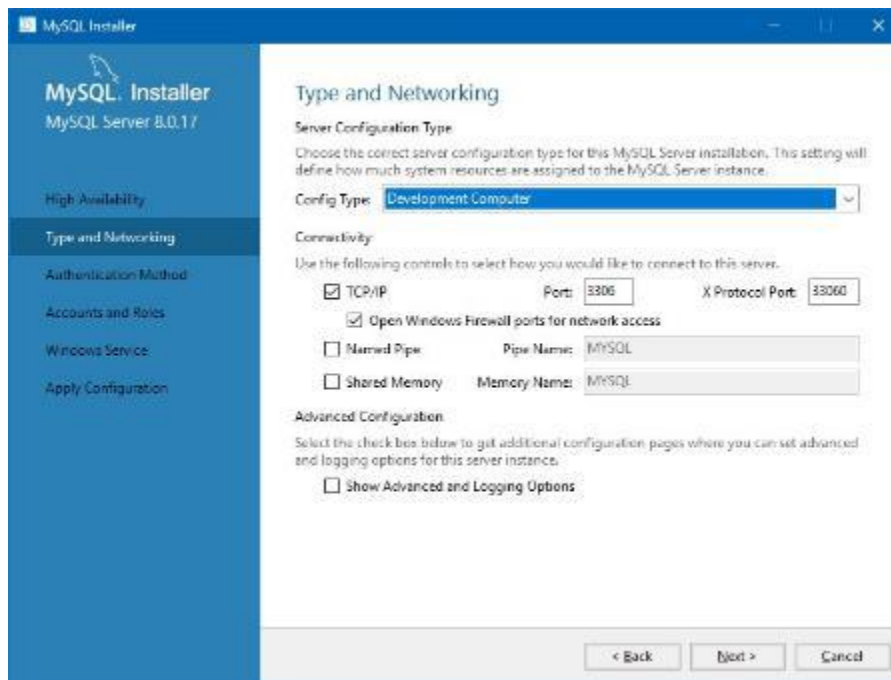 MySQL Installer
MySQL. Installer
MySQL Server 8.0.17
High Availability
Type and Networking
Authentication Method
Accounts and Roles
Windows Service
Apply Configuration
Type and Networking
Server Configuration Type
Choose the correct server configuration type for this MySQL Server installation. This setting will
define how much system resources are assigned to the MySQL Server instance.
Config Type: Development Computer
Connectivity
Use the following controls to select how you would like to connect to this server.
TCP/IP Port: 3306 X Protocol Port: 33060
Open Windows Firewall ports for network access
Named Pipe Pipe Name: MYSQL
Shared Memory Memory Name: MYSQL
Advanced Configuration
Select the check box below to get additional configuration pages where you can set advanced
and logging options for this server instance.
Show Advanced and Logging Options
< Back Next > Cancel